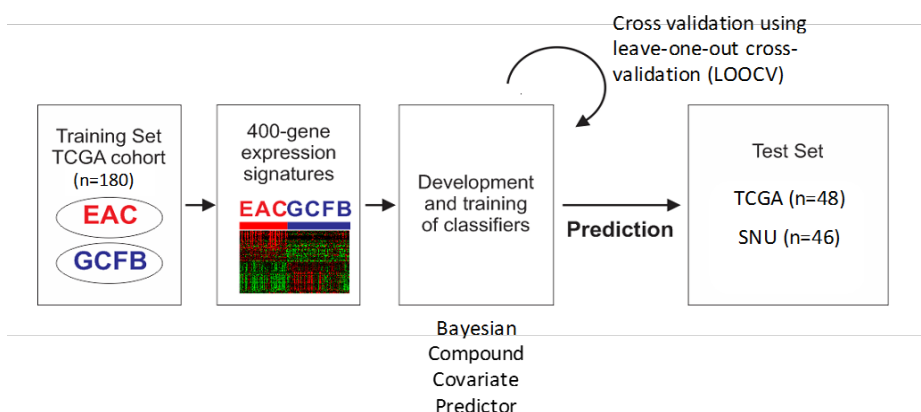 Cross validation using
leave-one-out cross-
validation (LOOCV)
Training Set
TCGA cohort
(n=180)
EAC
GCFB
400-gene
expression
signatures
EACGCFB
Development
and training
of classifiers
Prediction
Test Set
TCGA (n=48)
SNU (n=46)
Bayesian
Compound
Covariate
Predictor